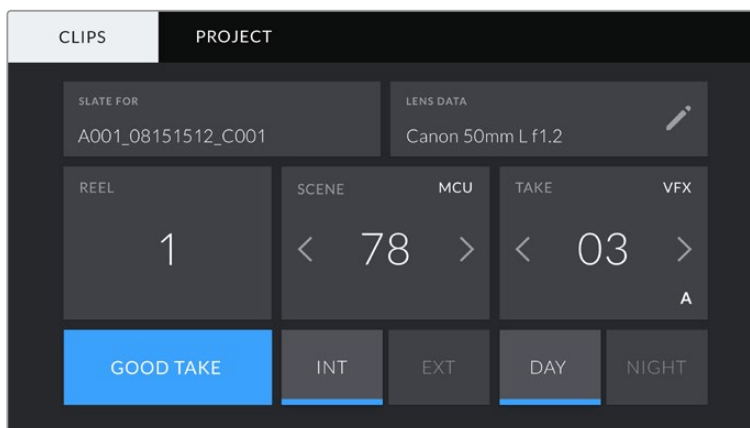 CLIPS PROJECT
SLATE FOR
A001_08151512_C001
LENS DATA
Canon 50mm L f1.2
REEL
1
SCENE MCU
< 78 >
TAKE VFX
< 03 >
A
GOOD TAKE
INT
EXT
DAY
NIGHT